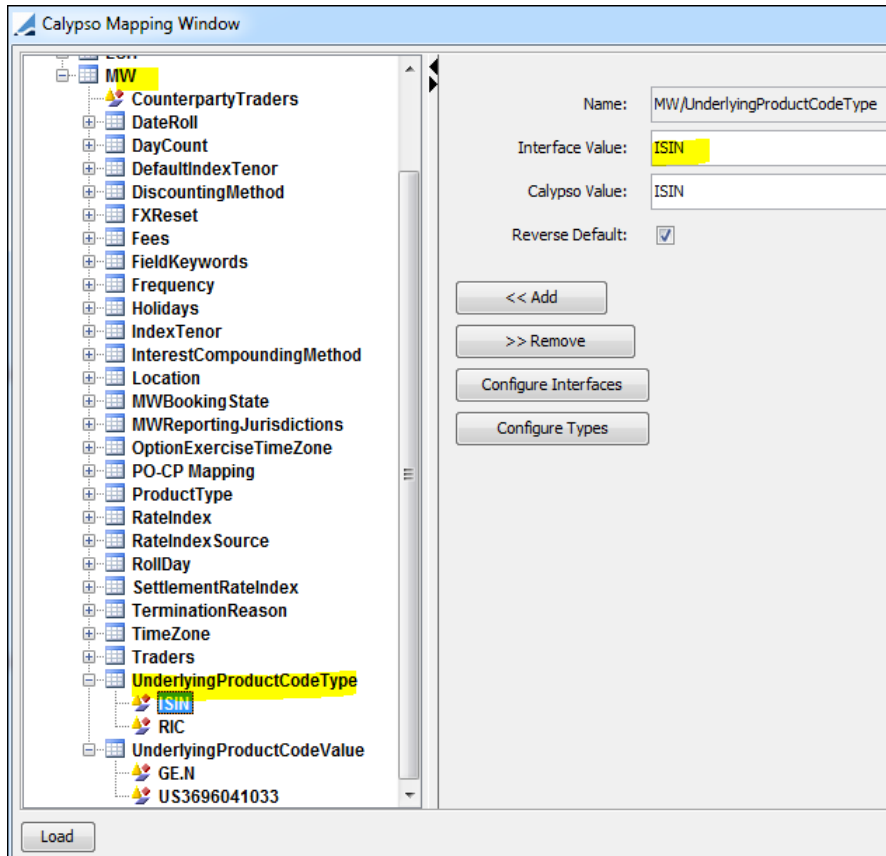 Calypso Mapping Window
MW
CounterpartyTraders
DateRoll
DayCount
DefaultIndexTenor
DiscountingMethod
FXReset
Fees
FieldKeywords
Frequency
Holidays
IndexTenor
InterestCompoundingMethod
Location
MWBookingState
MWReportingJurisdictions
OptionExerciseTimeZone
PO-CP Mapping
ProductType
RateIndex
RateIndexSource
RollDay
SettlementRateIndex
TerminationReason
TimeZone
Traders
UnderlyingProductCodeType
ISIN
RIC
UnderlyingProductCodeValue
GE.N
US3696041033
Name: MW/UnderlyingProductCodeType
Interface Value: ISIN
Calypso Value: ISIN
Reverse Default:
<< Add
>> Remove
Configure Interfaces
Configure Types
Load